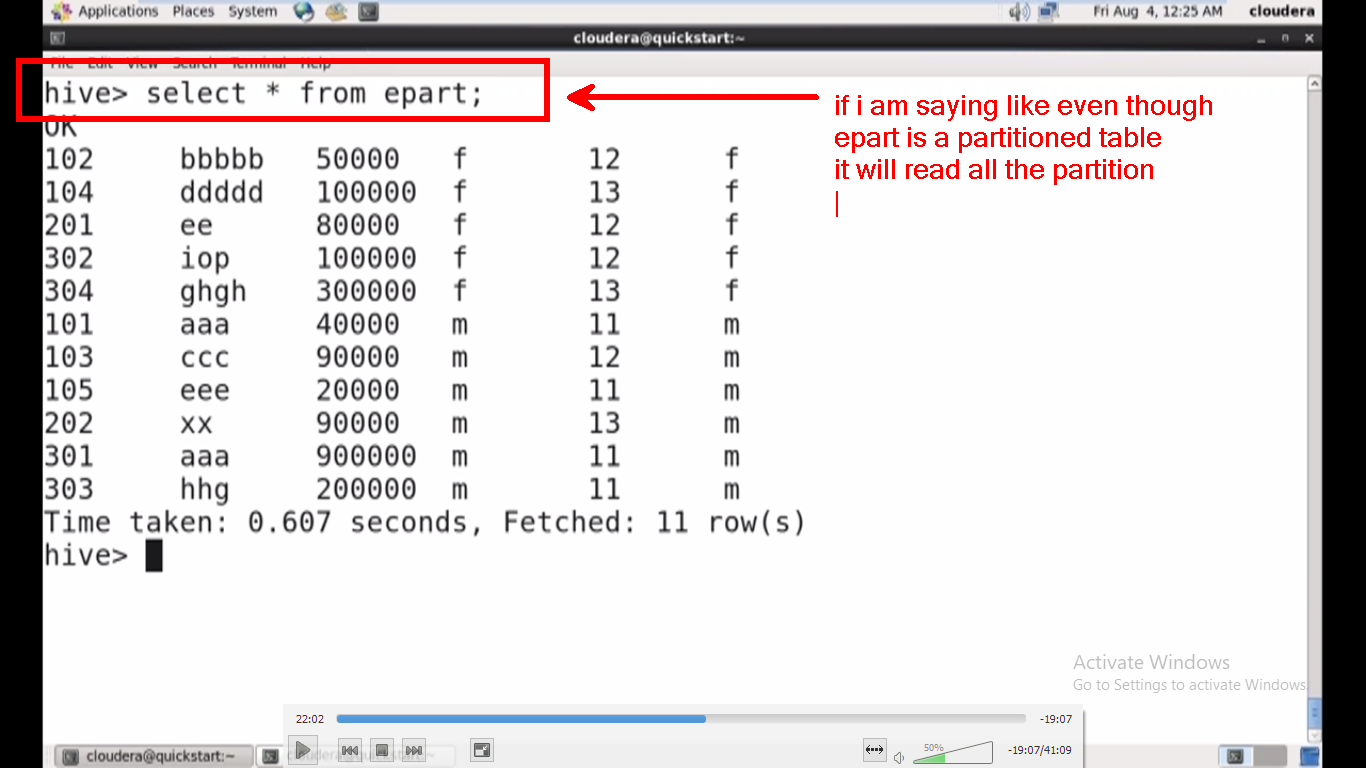 Applications Places System
Fri Aug 4, 12:25 AM cloudera
cloudera@quickstart:~
File Edit View Search Terminal Help
hive> select * from epart;
OK
102 bbbbb 50000 f 12 f
104 ddddd 100000 f 13 f
201 ee 80000 f 12 f
302 iop 100000 f 12 f
304 ghgh 300000 f 13 f
101 aaa 40000 m 11 m
103 ccc 90000 m 12 m
105 eee 20000 m 11 m
202 xx 90000 m 13 m
301 aaa 900000 m 11 m
303 hhg 200000 m 11 m
Time taken: 0.607 seconds, Fetched: 11 row(s)
hive>
if i am saying like even though
epart is a partitioned table
it will read all the partition
Activate Windows
Go to Settings to activate Windows.
22:02 -19:07
50% -19:07/41:09
cloudera@quickstart:~ cloudera@quickstart:~